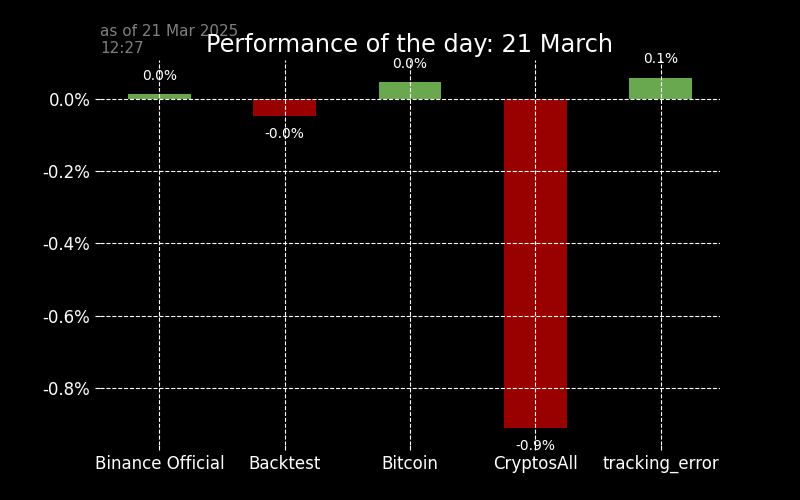 as of 21 Mar 2025
12:27
Performance of the day: 21 March
0.0%
-0.0%
0.0%
-0.9%
0.1%
0.0%
-0.2%
-0.4%
-0.6%
-0.8%
Binance Official
Backtest
Bitcoin
CryptosAll
tracking_error